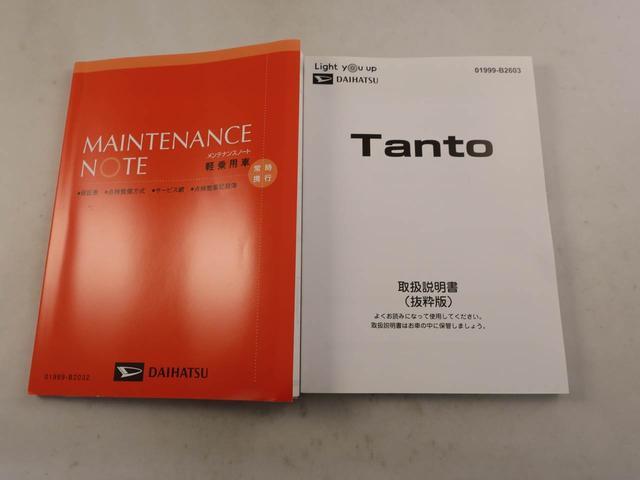 MAINTENANCE
NOTE
メンテナンスノート
軽乗用車
常時
携行
●保証書 ●点検整備方式 ●サービス網 ●点検整備記録簿
01999-B2032
DAIHATSU
Light you up
DAIHATSU
01999-B2603
Tanto
取扱説明書
（抜粋版）
よくお読みになって使用してください。
取扱説明書はお車の中に保管しましょう。